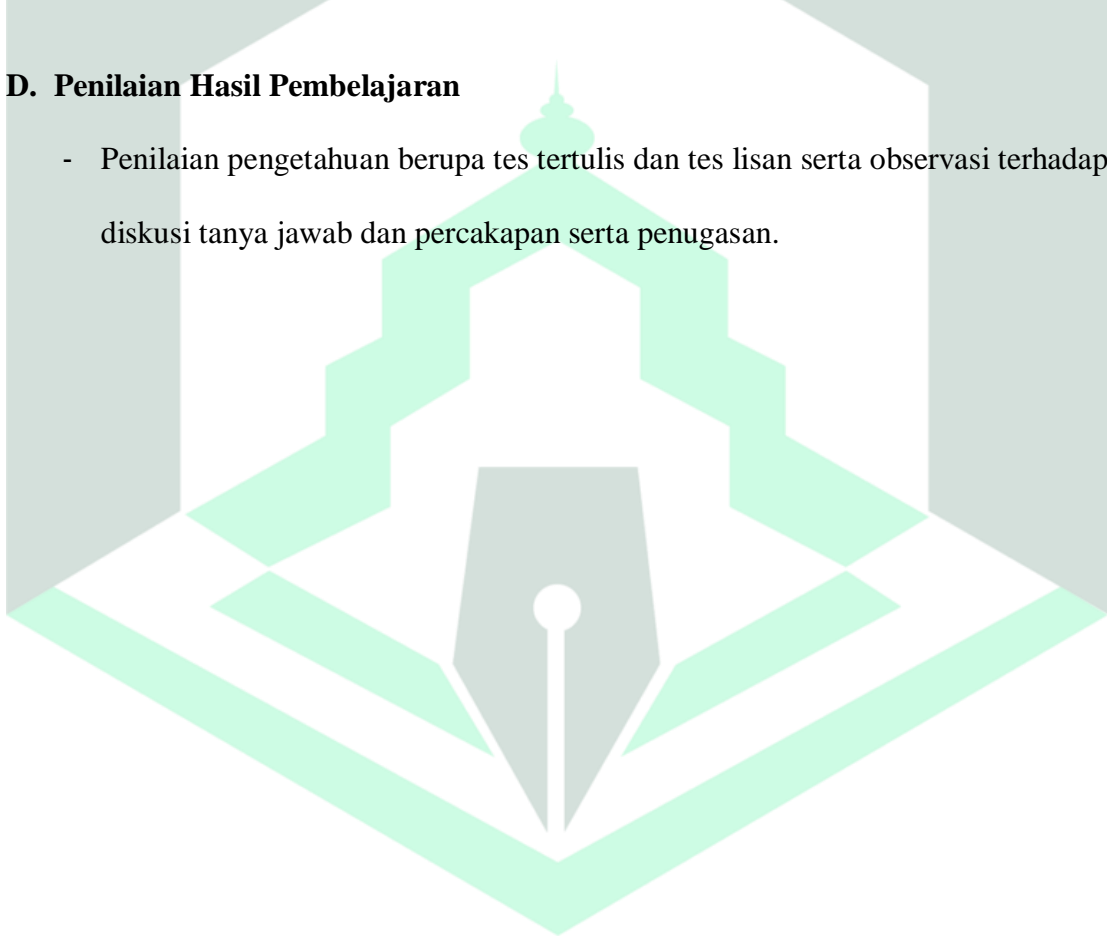 D. Penilaian Hasil Pembelajaran
- Penilaian pengetahuan berupa tes tertulis dan tes lisan serta observasi terhadap
diskusi tanya jawab dan percakapan serta penugasan.